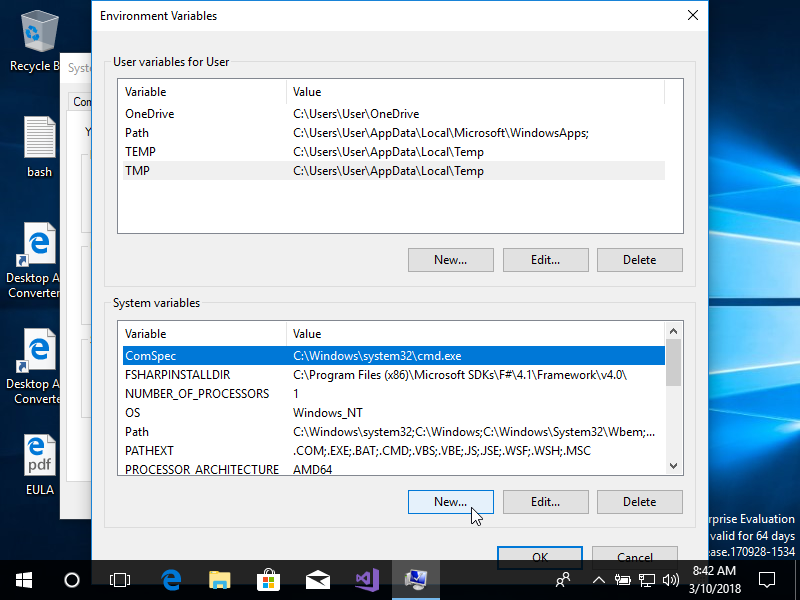 Environment Variables
Recycle B
Syst
Con
Y
User variables for User
Variable Value
OneDrive C:\Users\User\OneDrive
Path C:\Users\User\AppData\Local\Microsoft\WindowsApps;
TEMP C:\Users\User\AppData\Local\Temp
TMP C:\Users\User\AppData\Local\Temp
bash
New... Edit... Delete
Desktop A
Converter
System variables
Variable Value
ComSpec C:\Windows\system32\cmd.exe
FSHARPINSTALLDIR C:\Program Files (x86)\Microsoft SDKs\F#\4.1\Framework\v4.0\
NUMBER_OF_PROCESSORS 1
OS Windows_NT
Path C:\Windows\system32;C:\Windows;C:\Windows\System32\Wbem;...
PATHEXT .COM;.EXE;.BAT;.CMD;.VBS;.VBE;.JS;.JSE;.WSF;.WSH;.MSC
PROCESSOR_ARCHITECTURE AMD64
Desktop A
Converte
pdf
EULA
New... Edit... Delete
OK Cancel
rprise Evaluation
valid for 64 days
ease.170928-1534
8:42 AM
3/10/2018